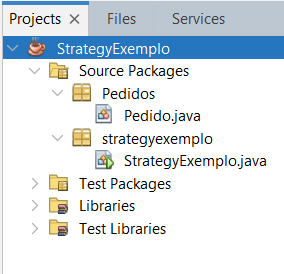 Projects Files Services
StrategyExemplo
Source Packages
Pedidos
Pedido.java
strategyexemplo
StrategyExemplo.java
Test Packages
Libraries
Test Libraries